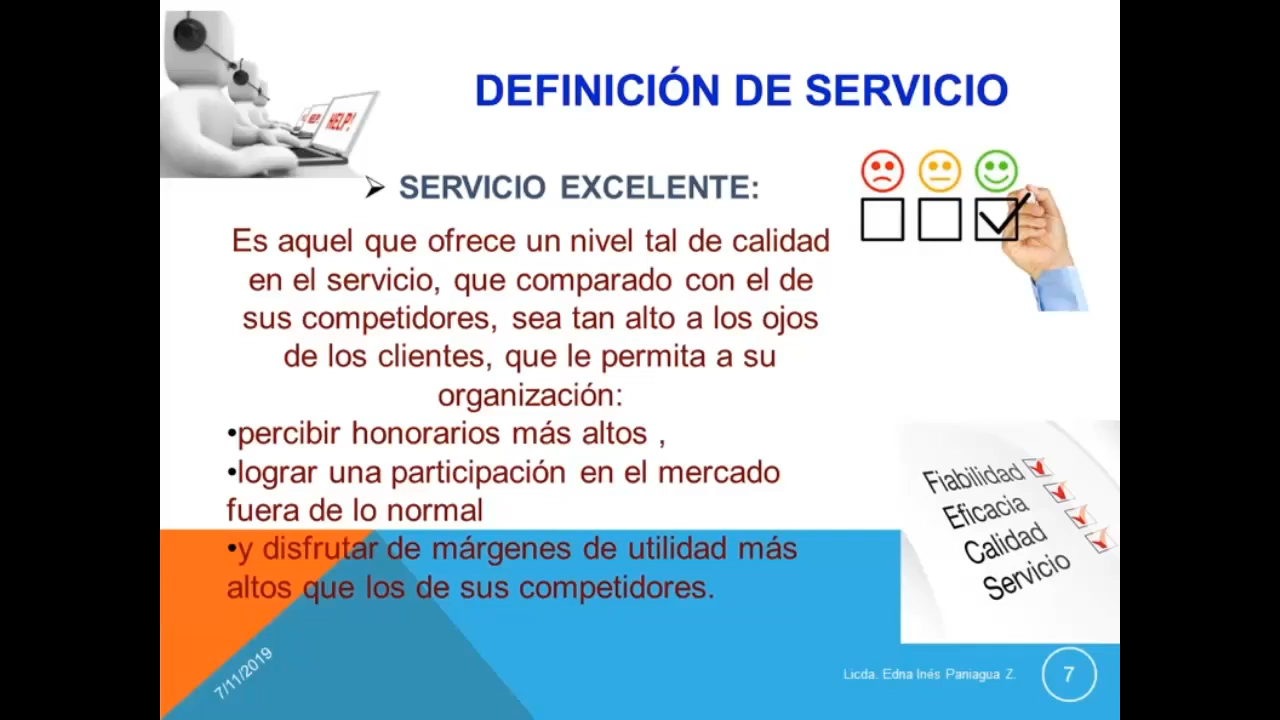 DEFINICIÓN DE SERVICIO
HELP!
HELP!
➢ SERVICIO EXCELENTE:
Es aquel que ofrece un nivel tal de calidad
en el servicio, que comparado con el de
sus competidores, sea tan alto a los ojos
de los clientes, que le permita a su
organización:
•percibir honorarios más altos ,
•lograr una participación en el mercado
fuera de lo normal
•y disfrutar de márgenes de utilidad más
altos que los de sus competidores.
Fiabilidad
Eficacia
Calidad
Servicio
7/11/2019
Licda. Edna Inés Paniagua Z.
7